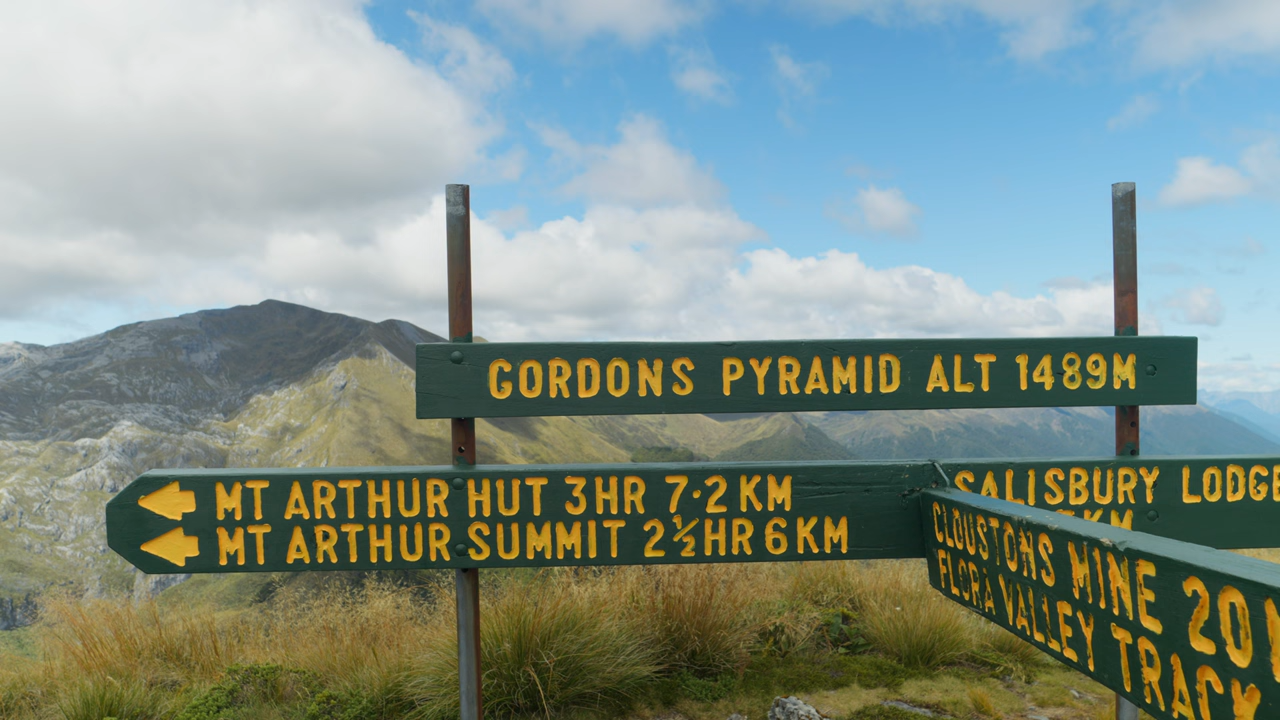 GORDONS PYRAMID ALT 1489M
MT ARTHUR HUT 3HR 7·2KM
MT ARTHUR SUMMIT 2½HR 6KM
SALISBURY LODGE
KM
CLOUSTONS MINE 20
FLORA VALLEY TRACK